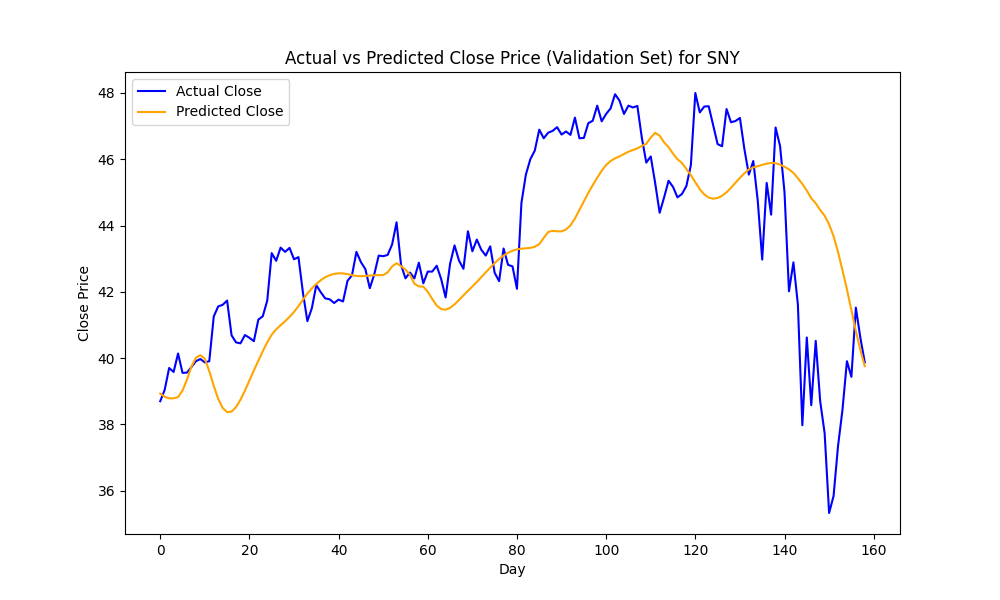 Actual vs Predicted Close Price (Validation Set) for SNY
Actual Close
Predicted Close
Close Price
48
46
44
42
40
38
36
0 20 40 60 80 100 120 140 160
Day